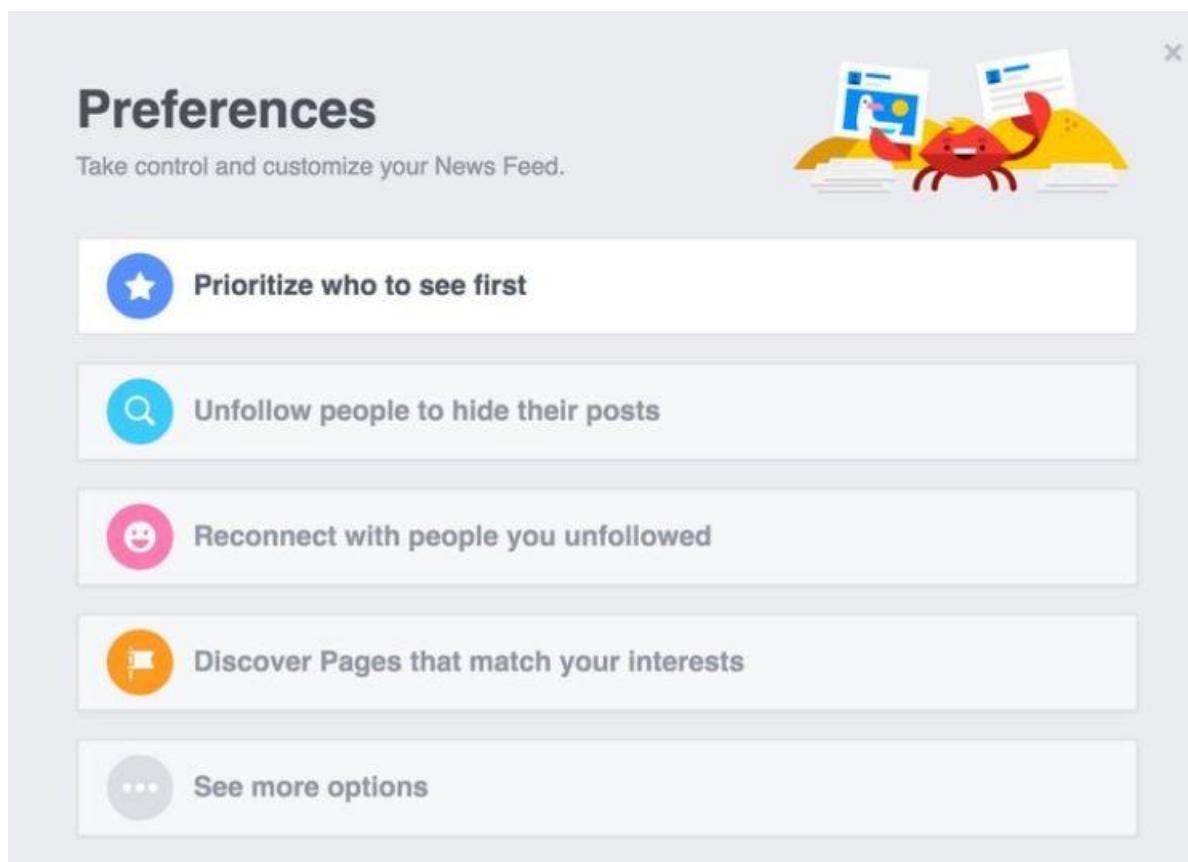 Preferences
Take control and customize your News Feed.
Prioritize who to see first
Unfollow people to hide their posts
Reconnect with people you unfollowed
Discover Pages that match your interests
See more options